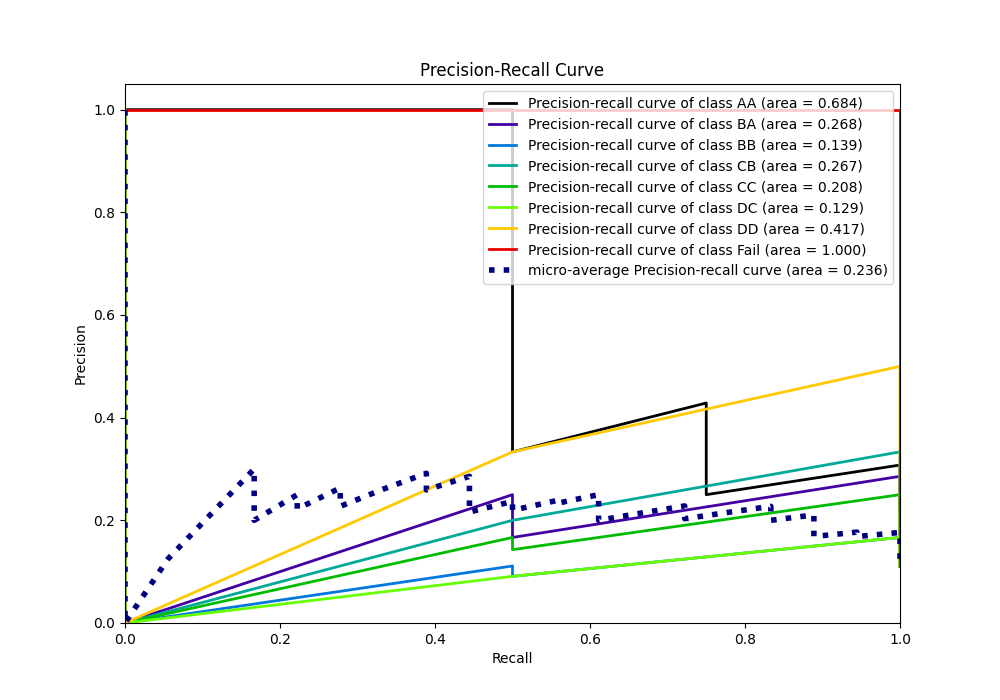 Precision-Recall Curve
Precision-recall curve of class AA (area = 0.684)
Precision-recall curve of class BA (area = 0.268)
Precision-recall curve of class BB (area = 0.139)
Precision-recall curve of class CB (area = 0.267)
Precision-recall curve of class CC (area = 0.208)
Precision-recall curve of class DC (area = 0.129)
Precision-recall curve of class DD (area = 0.417)
Precision-recall curve of class Fail (area = 1.000)
micro-average Precision-recall curve (area = 0.236)
Precision
1.0
0.8
0.6
0.4
0.2
0.0
0.0 0.2 0.4 0.6 0.8 1.0
Recall